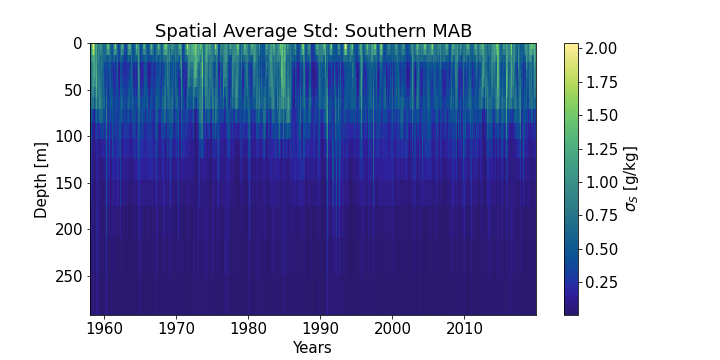 Spatial Average Std: Southern MAB
0
50
100
150
200
250
Depth [m]
1960 1970 1980 1990 2000 2010
Years
2.00
1.75
1.50
1.25
1.00
0.75
0.50
0.25
σS [g/kg]